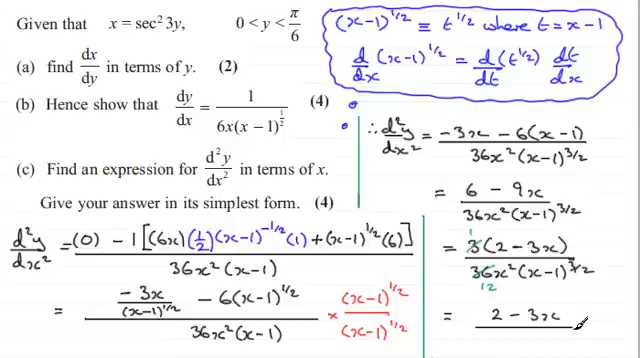 Given that x = sec² 3y, 0 < y < π/6
(a) find dx/dy in terms of y. (2)
(b) Hence show that dy/dx = 1/(6x(x − 1)^(1/2)) (4)
(c) Find an expression for d²y/dx² in terms of x.
Give your answer in its simplest form. (4)
d²y/dx² = ((0) − 1[(6x)(1/2)(x−1)^(−1/2)(1) + (x−1)^(1/2)(6)])/(36x²(x−1))
= (−3x/(x−1)^(1/2) − 6(x−1)^(1/2))/(36x²(x−1)) × (x−1)^(1/2)/(x−1)^(1/2)
(x−1)^(1/2) ≡ t^(1/2) where t = x − 1
d/dx (x−1)^(1/2) = d/dt (t^(1/2)) dt/dx
∴ d²y/dx² = (−3x − 6(x−1))/(36x²(x−1)^(3/2))
= (6 − 9x)/(36x²(x−1)^(3/2))
= 1 3(2 − 3x)/(36x²(x−1)^(3/2)) 12
= 2 − 3x